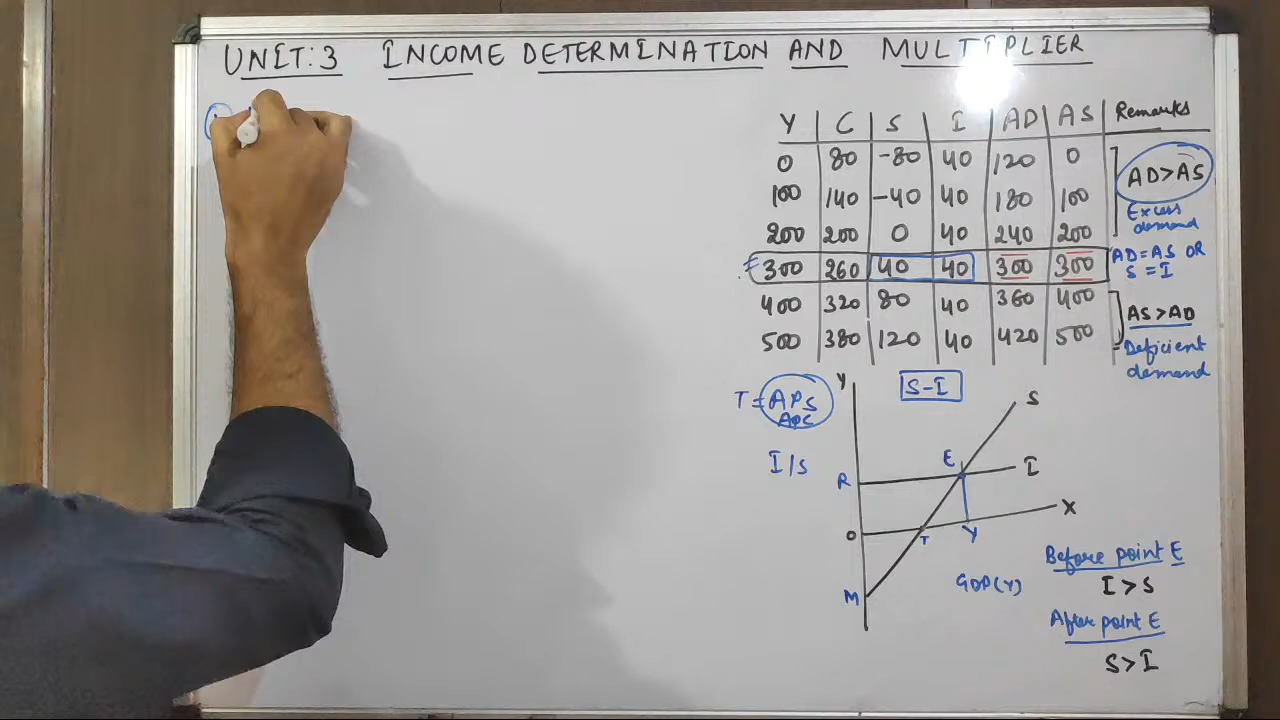 UNIT:3 INCOME DETERMINATION AND MULTIPLIER
Y C S I AD AS Remarks
0 80 -80 40 120 0
100 140 -40 40 180 100
200 200 0 40 240 200
300 260 40 40 300 300
400 320 80 40 360 400
500 380 120 40 420 500
AD>AS
Excess
demand
AD=AS OR
S=I
AS>AD
Deficient
demand
T=APS
APC
I/S
Y
S-I
S
E
I
R
X
O
T
Y
M
GDP(Y)
Before point E
I>S
After point E
S>I